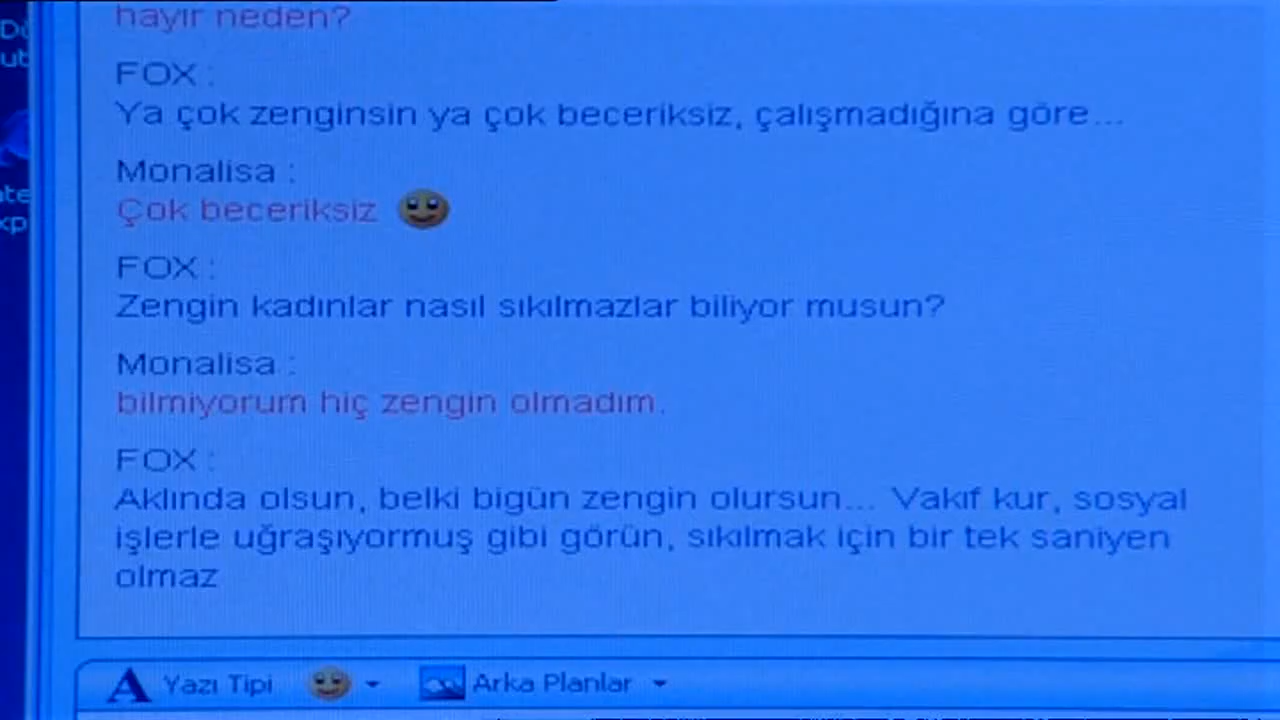 hayır neden?
FOX :
Ya çok zenginsin ya çok beceriksiz, çalışmadığına göre...
Monalisa :
Çok beceriksiz
FOX :
Zengin kadınlar nasıl sıkılmazlar biliyor musun?
Monalisa :
bilmiyorum hiç zengin olmadım.
FOX :
Aklında olsun, belki bigün zengin olursun... Vakıf kur, sosyal
işlerle uğraşıyormuş gibi görün, sıkılmak için bir tek saniyen
olmaz
A Yazı Tipi Arka Planlar